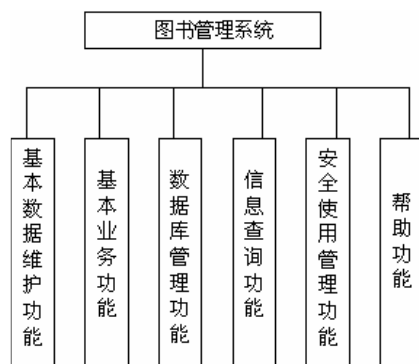 图书管理系统
基本数据维护功能
基本业务功能
数据库管理功能
信息查询功能
安全使用管理功能
帮助功能